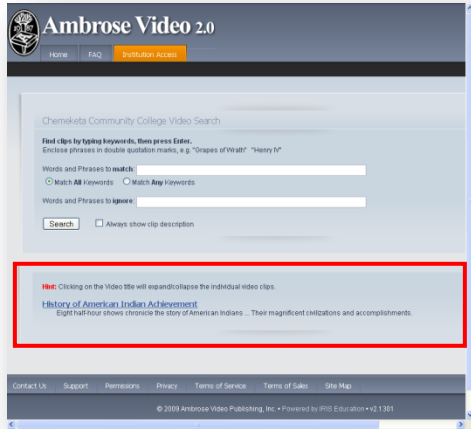 Ambrose Video 2.0
Home FAQ Institution Access
Chemeketa Community College Video Search
Find clips by typing keywords, then press Enter.
Enclose phrases in double quotation marks, e.g. "Grapes of Wrath" "Henry IV"
Words and Phrases to match:
Match All Keywords Match Any Keywords
Words and Phrases to ignore:
Search Always show clip description
Hint: Clicking on the Video title will expand/collapse the individual video clips.
History of American Indian Achievement
Eight half-hour shows chronicle the story of American Indians ... Their magnificent civilizations and accomplishments.
Contact Us Support Permissions Privacy Terms of Service Terms of Sales Site Map
© 2009 Ambrose Video Publishing, Inc. • Powered by IRIS Education • v2.1301